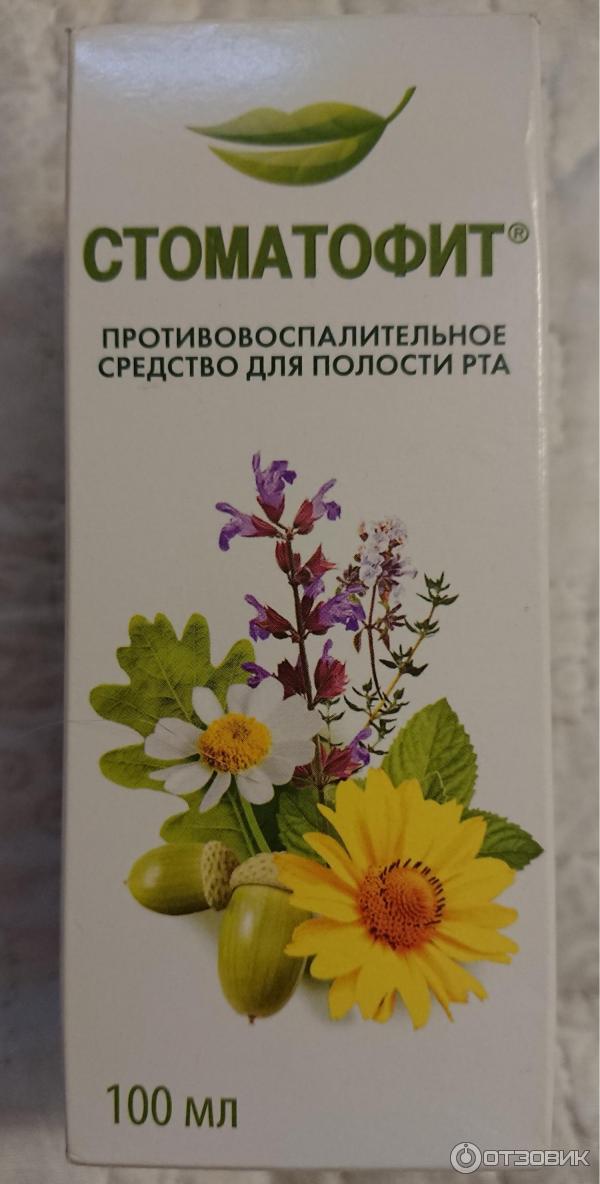 СТОМАТОФИТ®
ПРОТИВОВОСПАЛИТЕЛЬНОЕ
СРЕДСТВО ДЛЯ ПОЛОСТИ РТА
100 мл
ОТЗОВИК